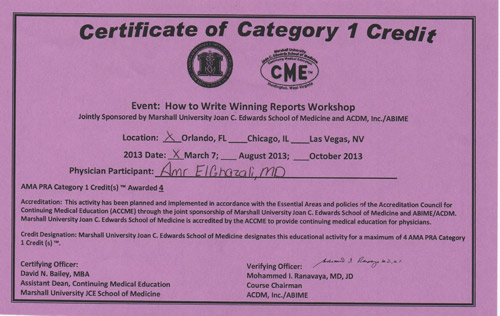 Certificate of Category 1 Credit
Marshall University
Joan C. Edwards School of Medicine
Continuing Medical Education
CME™
Huntington, West Virginia
Event: How to Write Winning Reports Workshop
Jointly Sponsored by Marshall University Joan C. Edwards School of Medicine and ACDM, Inc./ABIME
Location: X Orlando, FL ___Chicago, IL ___Las Vegas, NV
2013 Date: X March 7; ___ August 2013; ___October 2013
Physician Participant: Amr ElGhazali, MD
AMA PRA Category 1 Credit(s) ™ Awarded 4
Accreditation: This activity has been planned and implemented in accordance with the Essential Areas and policies of the Accreditation Council for
Continuing Medical Education (ACCME) through the joint sponsorship of Marshall University Joan C. Edwards School of Medicine and ABIME/ACDM.
Marshall University Joan C. Edwards School of Medicine is accredited by the ACCME to provide continuing medical education for physicians.
Credit Designation: Marshall University Joan C. Edwards School of Medicine designates this educational activity for a maximum of 4 AMA PRA Category
1 Credit (s) ™.
Certifying Officer:
David N. Bailey, MBA
Assistant Dean, Continuing Medical Education
Marshall University JCE School of Medicine
Verifying Officer:
Mohammed I. Ranavaya, MD, JD
Course Chairman
ACDM, Inc./ABIME